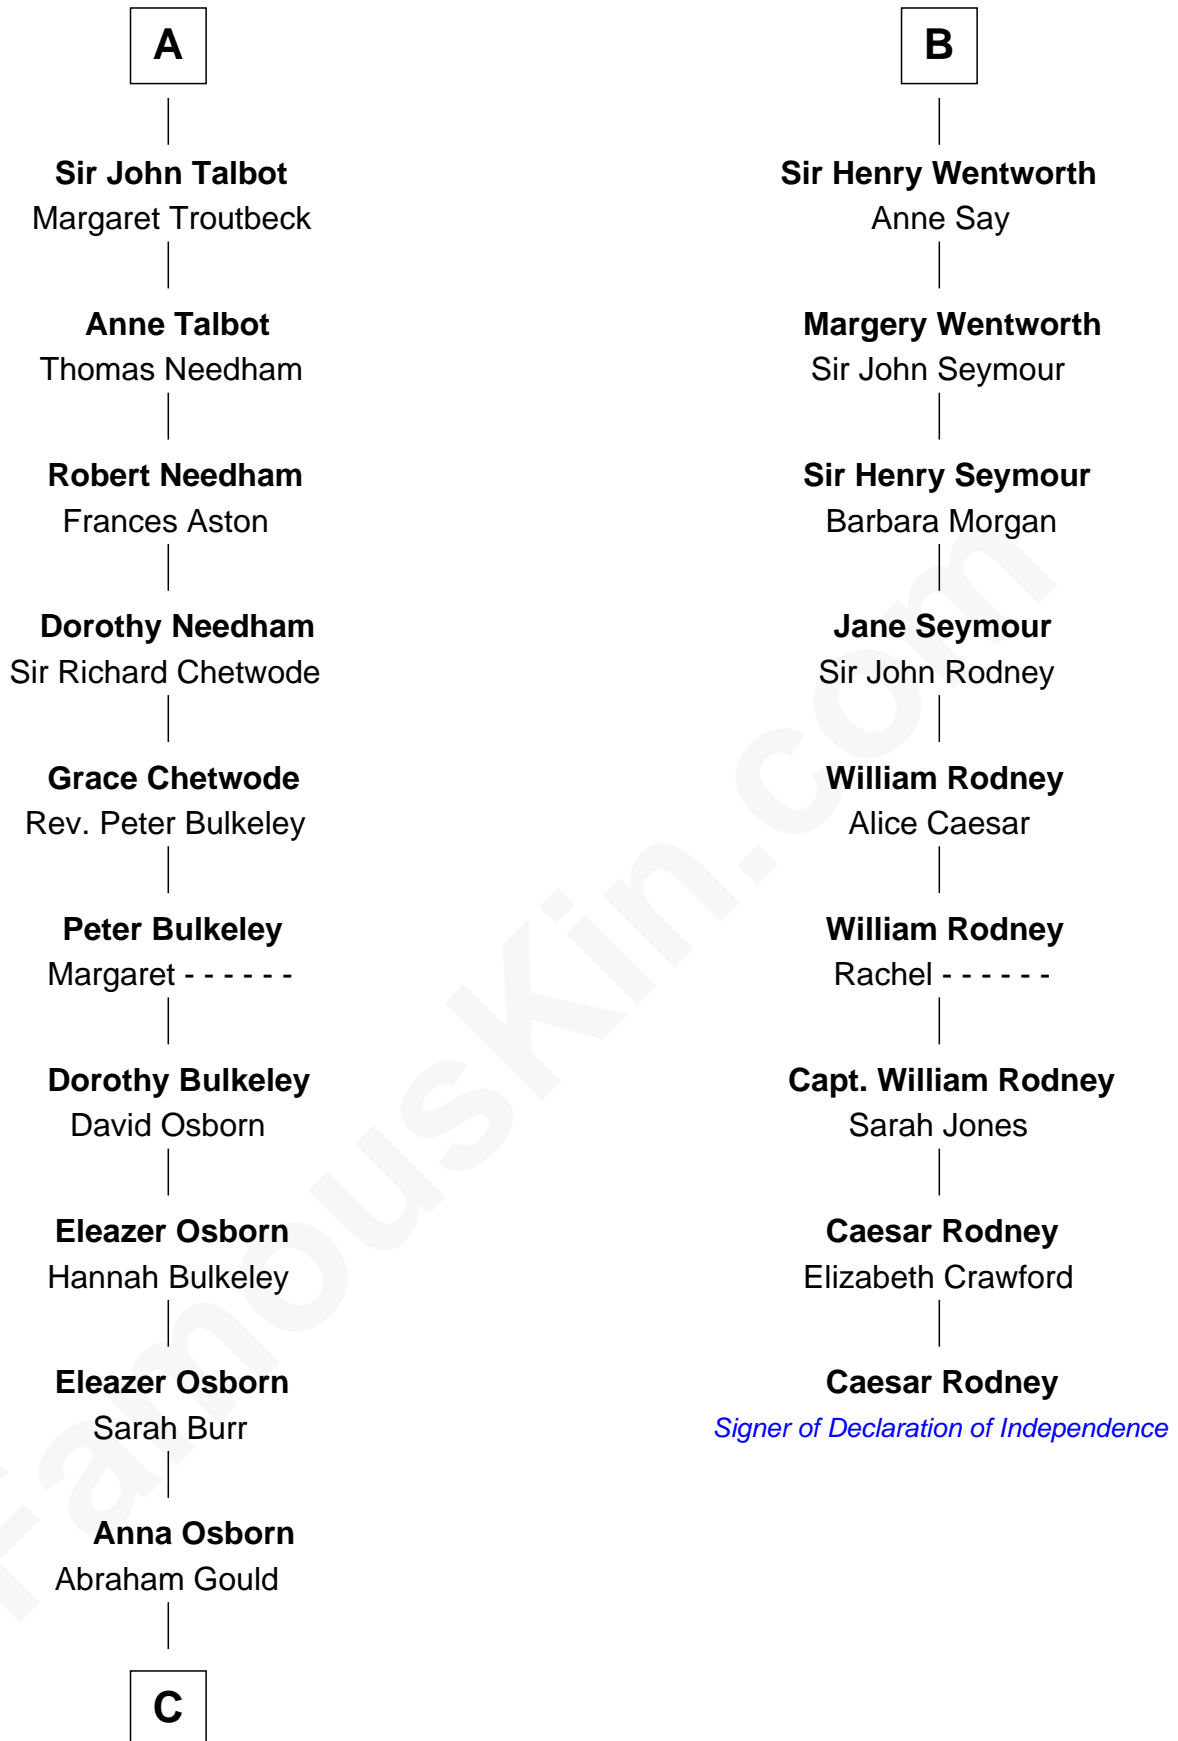 A
Sir John Talbot
Margaret Troutbeck
Anne Talbot
Thomas Needham
Robert Needham
Frances Aston
Dorothy Needham
Sir Richard Chetwode
Grace Chetwode
Rev. Peter Bulkeley
Peter Bulkeley
Margaret - - - - - -
Dorothy Bulkeley
David Osborn
Eleazer Osborn
Hannah Bulkeley
Eleazer Osborn
Sarah Burr
Anna Osborn
Abraham Gould
C
B
Sir Henry Wentworth
Anne Say
Margery Wentworth
Sir John Seymour
Sir Henry Seymour
Barbara Morgan
Jane Seymour
Sir John Rodney
William Rodney
Alice Caesar
William Rodney
Rachel - - - - - -
Capt. William Rodney
Sarah Jones
Caesar Rodney
Elizabeth Crawford
Caesar Rodney
Signer of Declaration of Independence
FamousKin.com